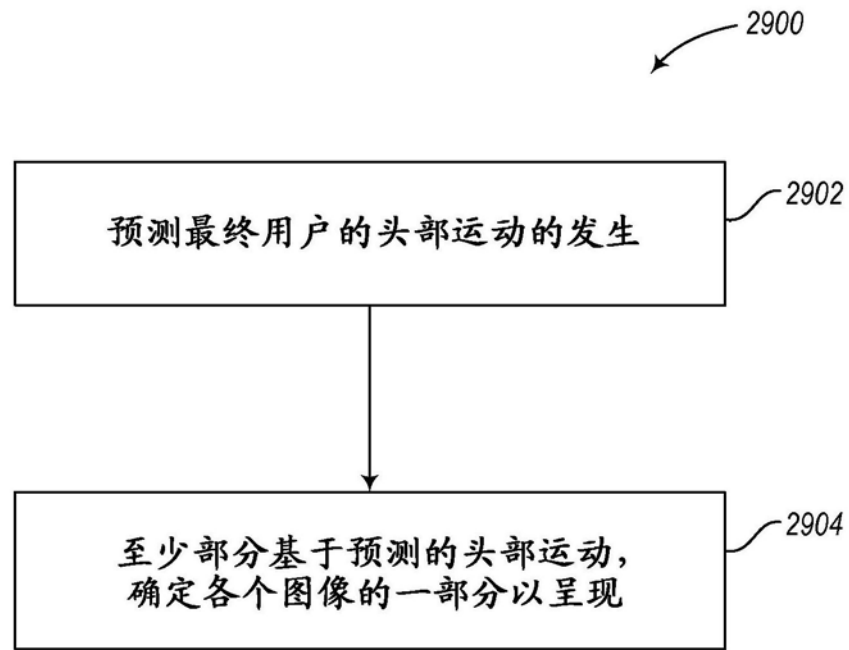 2900
预测最终用户的头部运动的发生
2902
至少部分基于预测的头部运动，
确定各个图像的一部分以呈现
2904